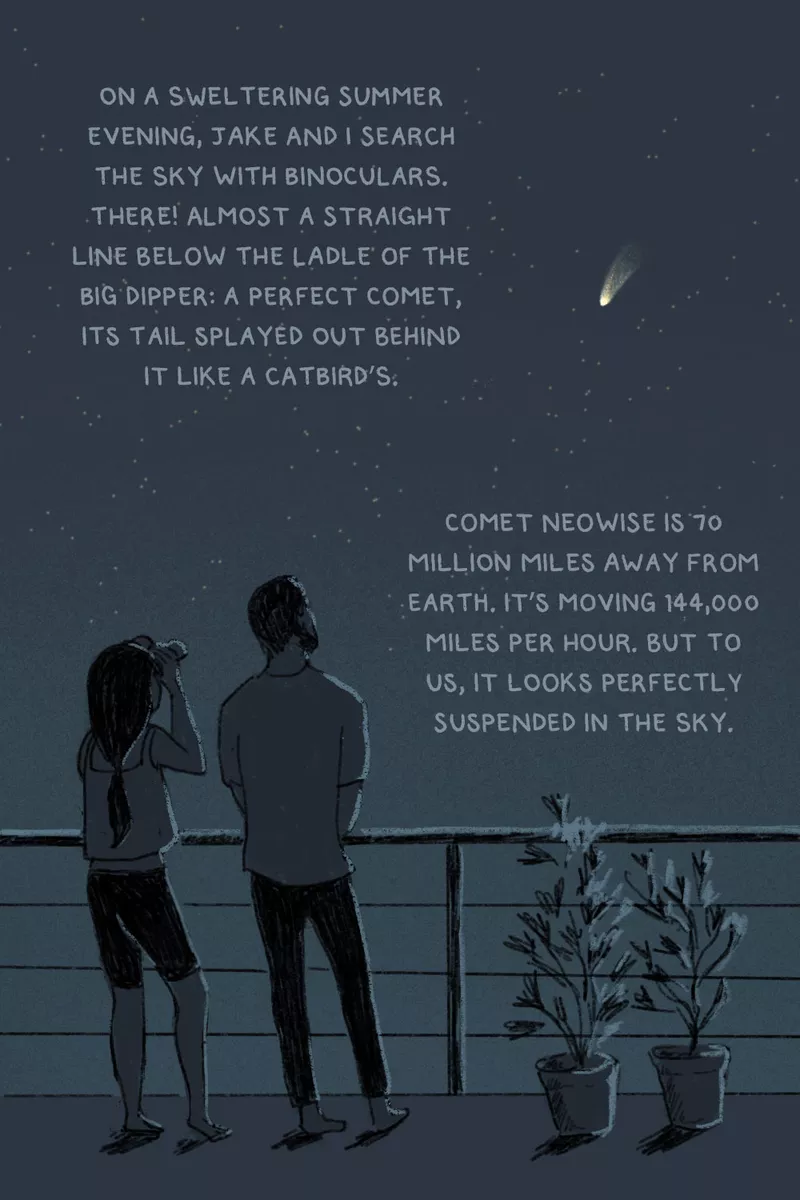 ON A SWELTERING SUMMER
EVENING, JAKE AND I SEARCH
THE SKY WITH BINOCULARS.
THERE! ALMOST A STRAIGHT
LINE BELOW THE LADLE OF THE
BIG DIPPER: A PERFECT COMET,
ITS TAIL SPLAYED OUT BEHIND
IT LIKE A CATBIRD'S.
COMET NEOWISE IS 70
MILLION MILES AWAY FROM
EARTH. IT'S MOVING 144,000
MILES PER HOUR. BUT TO
US, IT LOOKS PERFECTLY
SUSPENDED IN THE SKY.